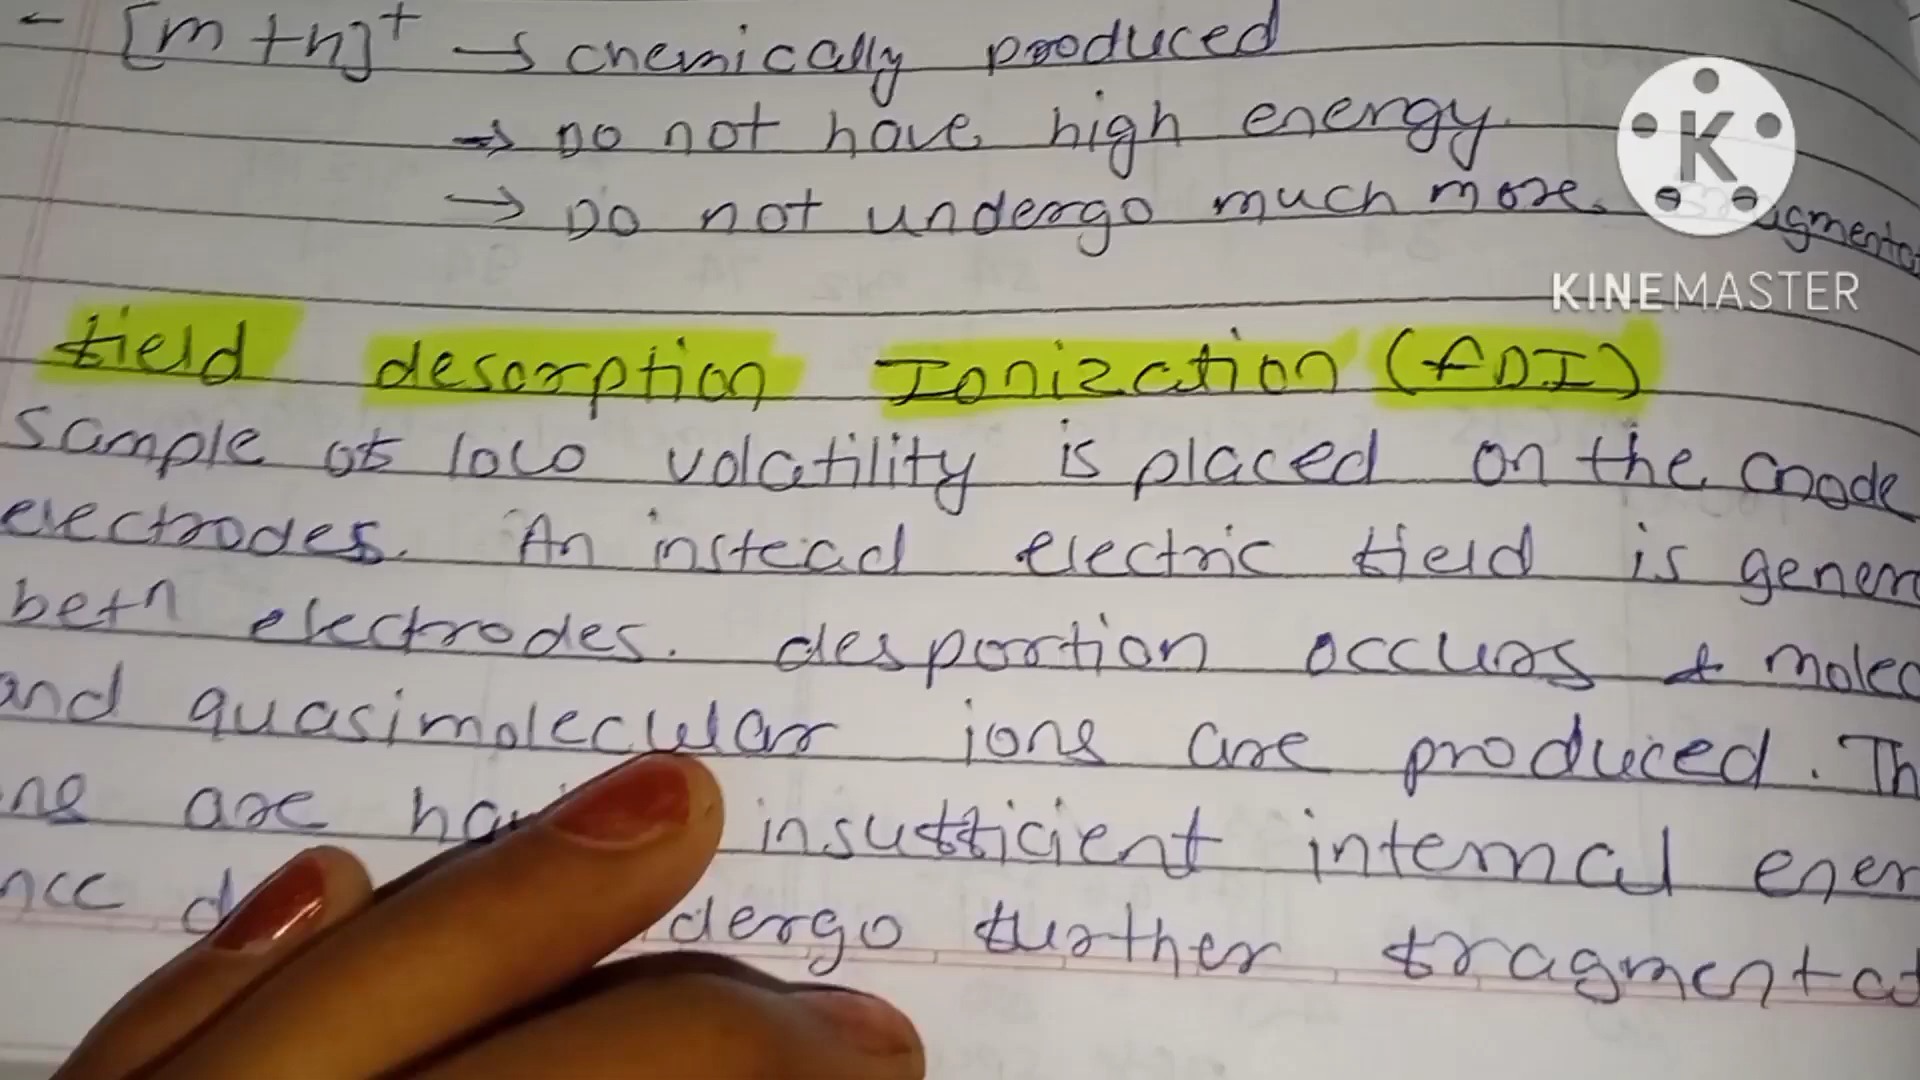 - [m+n]+ → chemically produced
→ Do not have high energy.
→ Do not undergo much more.
KINEMASTER
field desorption Ionization (fDI)
sample of low volatility is placed on the anode
electrodes. An instead electric field is gener
betn electrodes. desportion occurs & molec
and quasimolecular ions are produced. Th
are insufficient internal ener
dergo further fragmentat